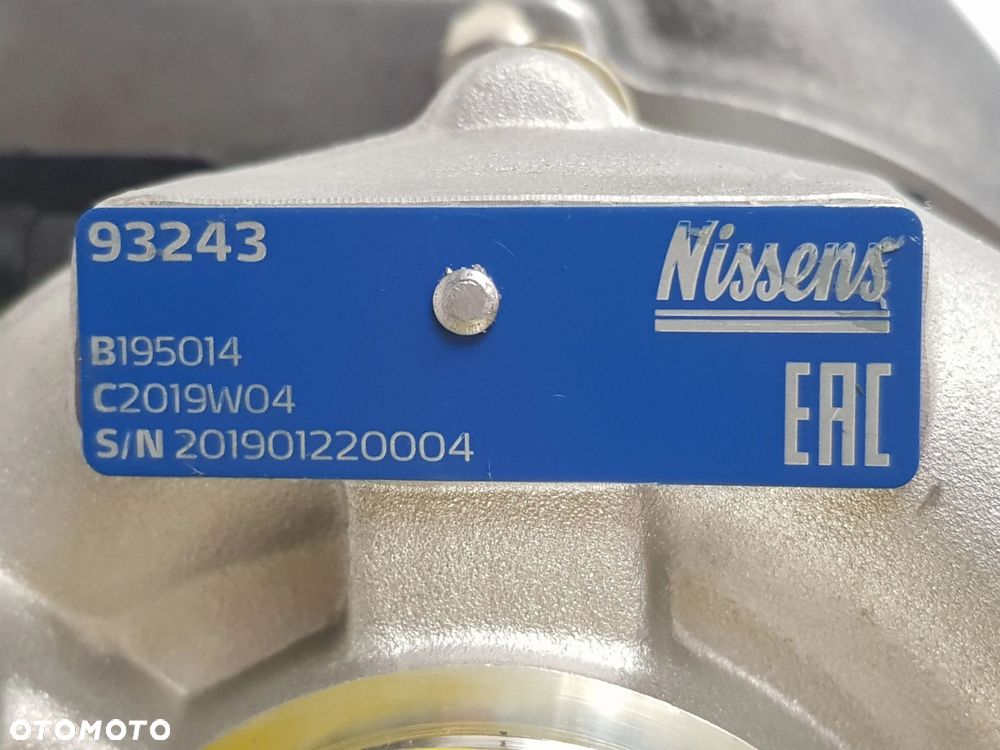 93243
Nissens
B195014
C2019W04
S/N 201901220004
EAC
OTOMOTO